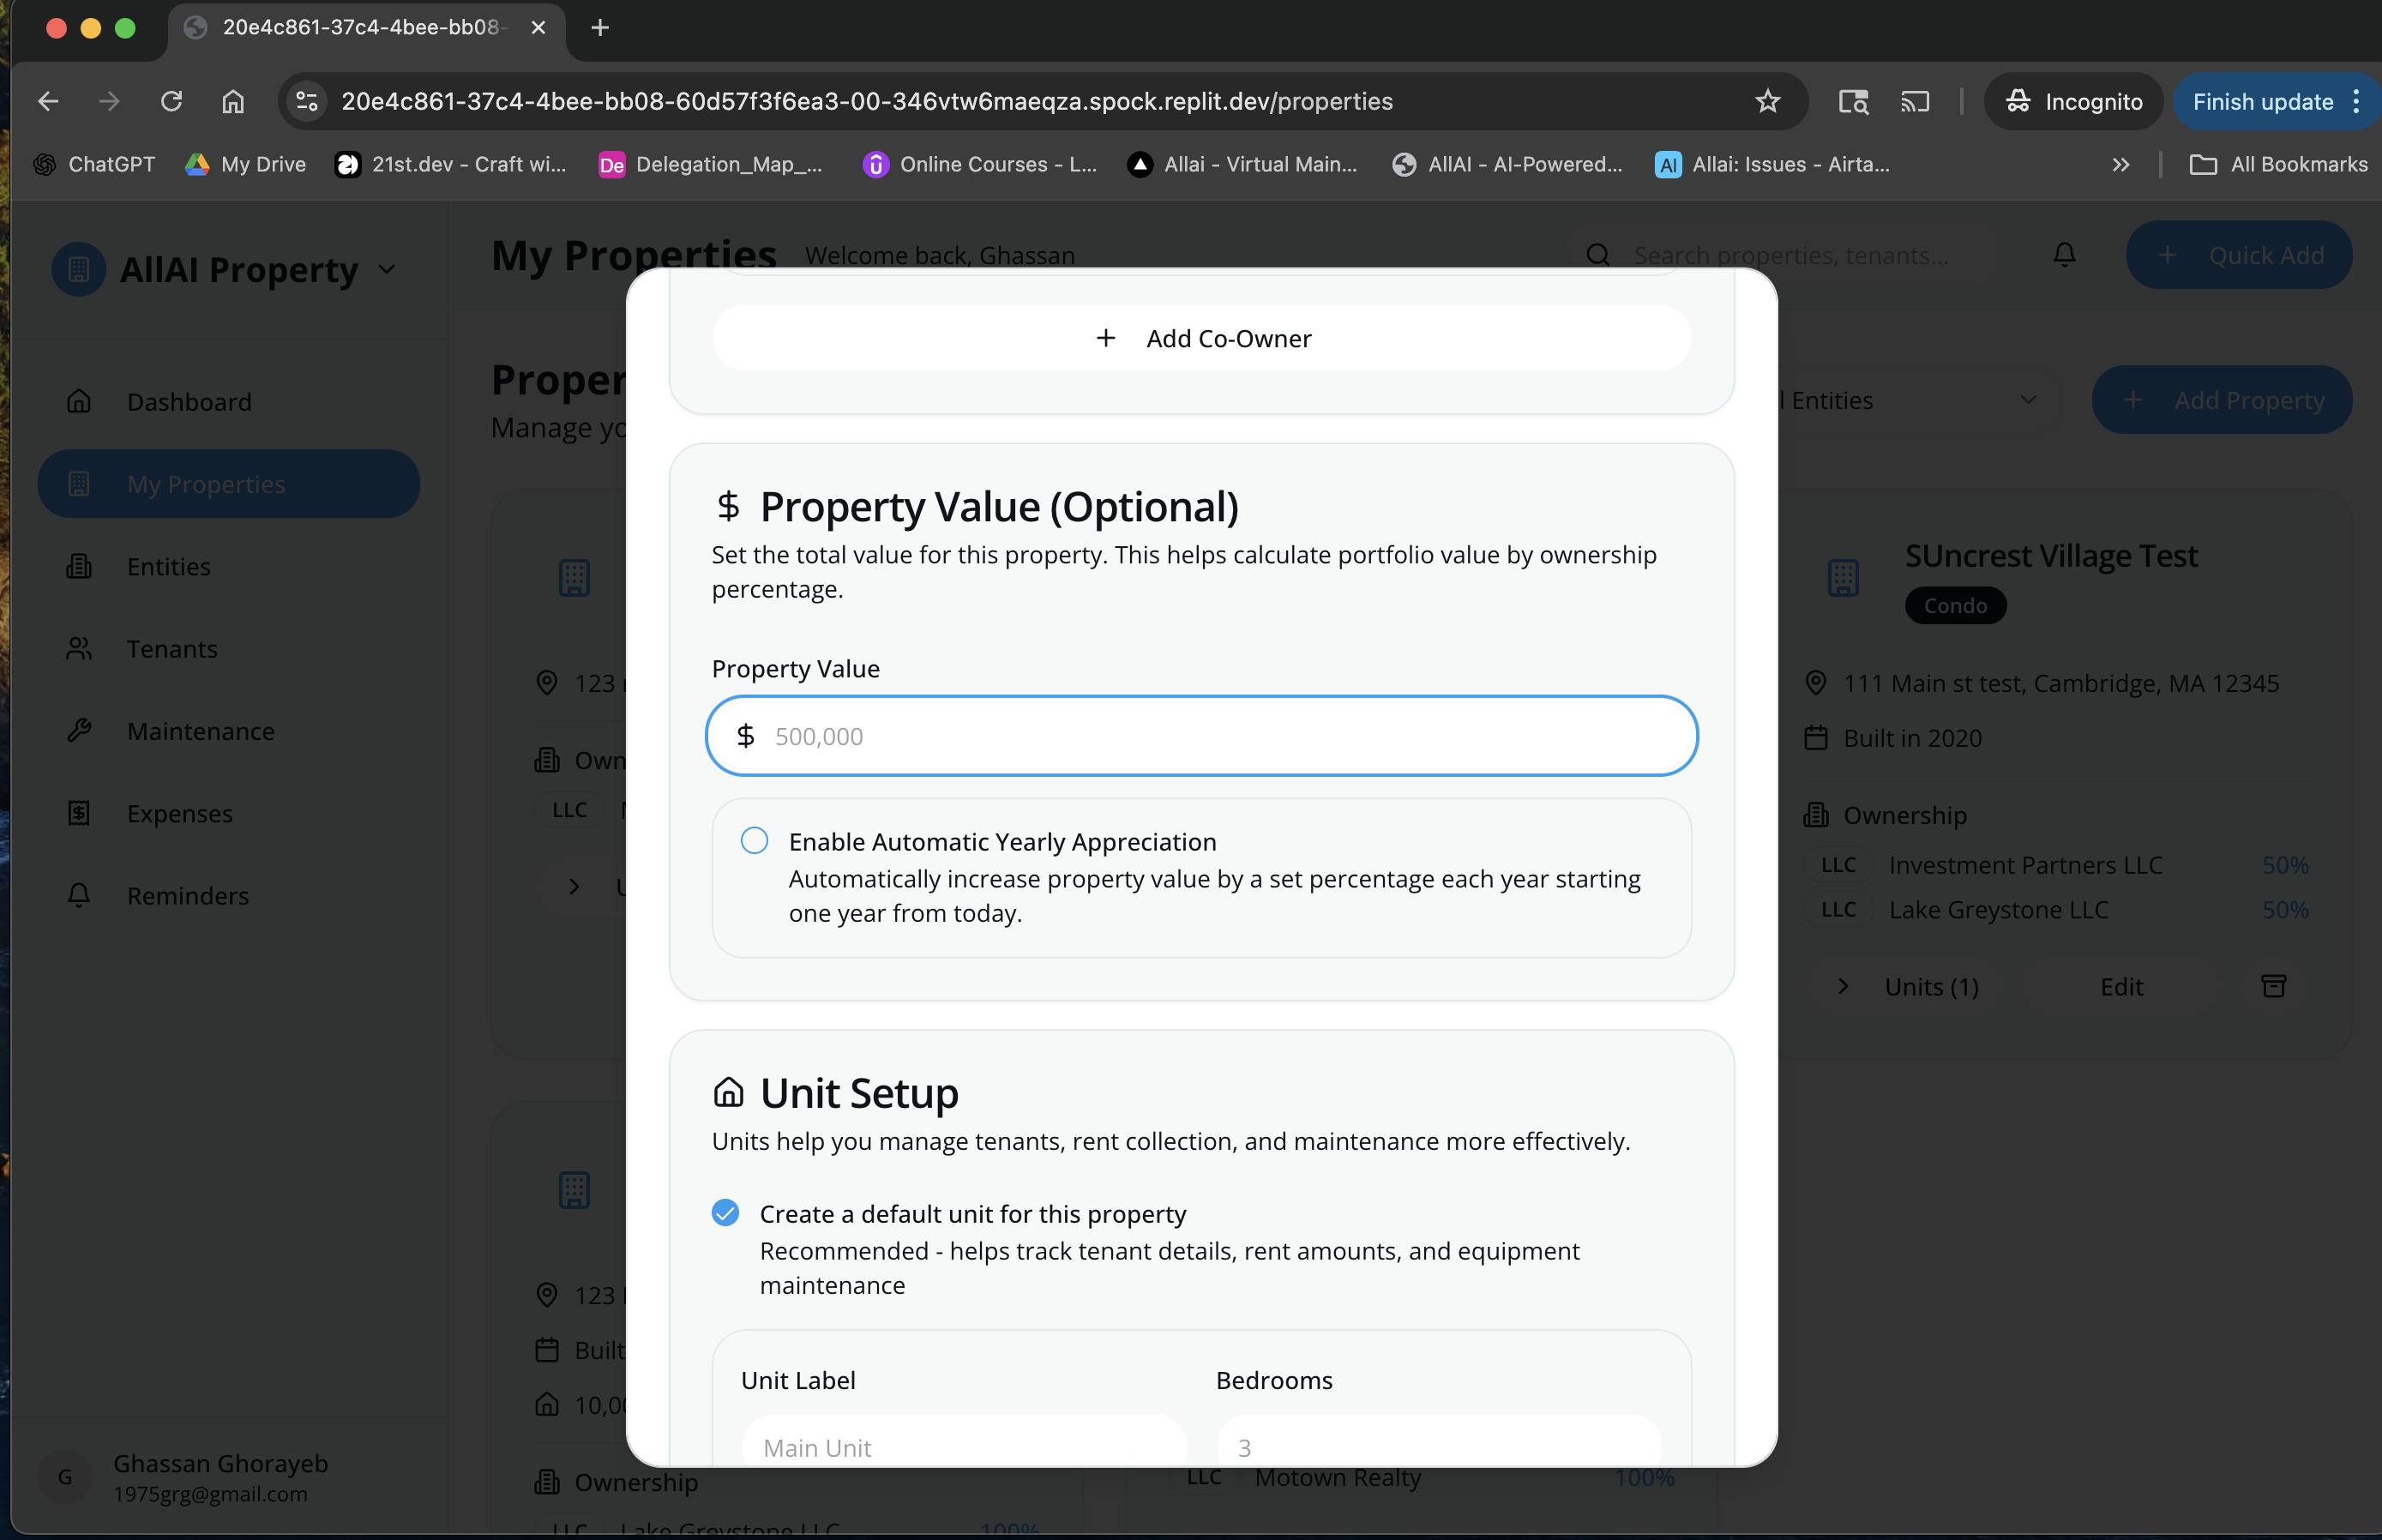 20e4c861-37c4-4bee-bb08-
20e4c861-37c4-4bee-bb08-60d57f3f6ea3-00-346vtw6maeqza.spock.replit.dev/properties
Incognito
Finish update
ChatGPT
My Drive
21st.dev - Craft wi...
De
Delegation_Map_...
Online Courses - L...
Allai - Virtual Main...
AllAI - AI-Powered...
AI
Allai: Issues - Airta...
All Bookmarks
AllAI Property
My Properties
Welcome back, Ghassan
Search properties, tenants...
Quick Add
Dashboard
My Properties
Entities
Tenants
Maintenance
Expenses
Reminders
G
Ghassan Ghorayeb
1975grg@gmail.com
Proper
Manage yo
l Entities
Add Property
123
Own
LLC
123
Built
10,0
Ownership
LLC Lake Greystone LLC 100%
Add Co-Owner
$ Property Value (Optional)
Set the total value for this property. This helps calculate portfolio value by ownership
percentage.
Property Value
$ 500,000
Enable Automatic Yearly Appreciation
Automatically increase property value by a set percentage each year starting
one year from today.
Unit Setup
Units help you manage tenants, rent collection, and maintenance more effectively.
Create a default unit for this property
Recommended - helps track tenant details, rent amounts, and equipment
maintenance
Unit Label
Bedrooms
Main Unit
3
LLC Motown Realty 100%
SUncrest Village Test
Condo
111 Main st test, Cambridge, MA 12345
Built in 2020
Ownership
LLC Investment Partners LLC 50%
LLC Lake Greystone LLC 50%
Units (1)
Edit